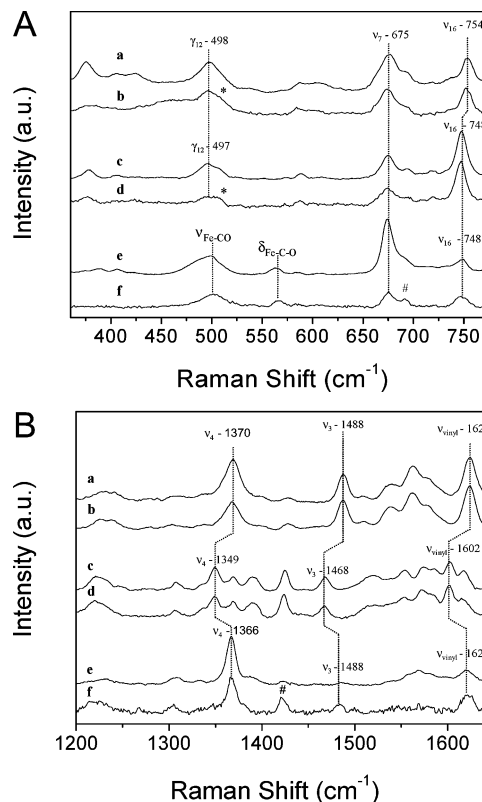 A
γ12 - 498
ν7 - 675
ν16 - 754
a
b
*
γ12 - 497
ν16 - 745
c
d
*
νFe-CO
δFe-C-O
ν16 - 748
e
f
#
Intensity (a.u.)
400 450 500 550 600 650 700 750
Raman Shift (cm-1)
B
ν4 - 1370
ν3 - 1488
νvinyl - 162
a
b
c
d
ν4 - 1349
ν3 - 1468
νvinyl - 1602
ν4 - 1366
ν3 - 1488
νvinyl - 162
e
f
#
Intensity (a.u.)
1200 1300 1400 1500 1600
Raman Shift (cm-1)